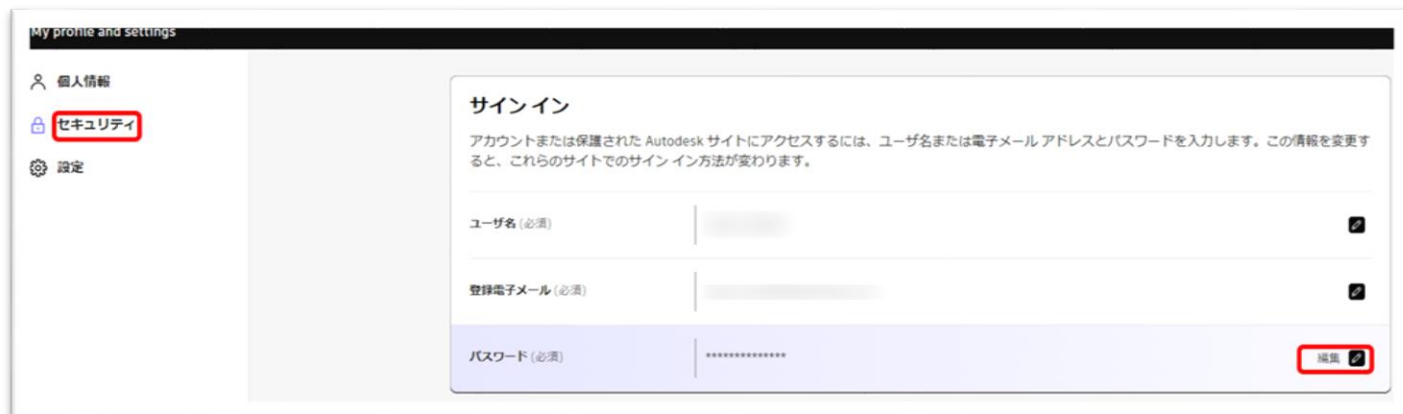 My profile and settings
個人情報
セキュリティ
設定
サイン イン
アカウントまたは保護された Autodesk サイトにアクセスするには、ユーザ名または電子メール アドレスとパスワードを入力します。この情報を変更す
ると、これらのサイトでのサイン イン方法が変わります。
ユーザ名 (必須)
登録電子メール (必須)
パスワード (必須)
**************
編集